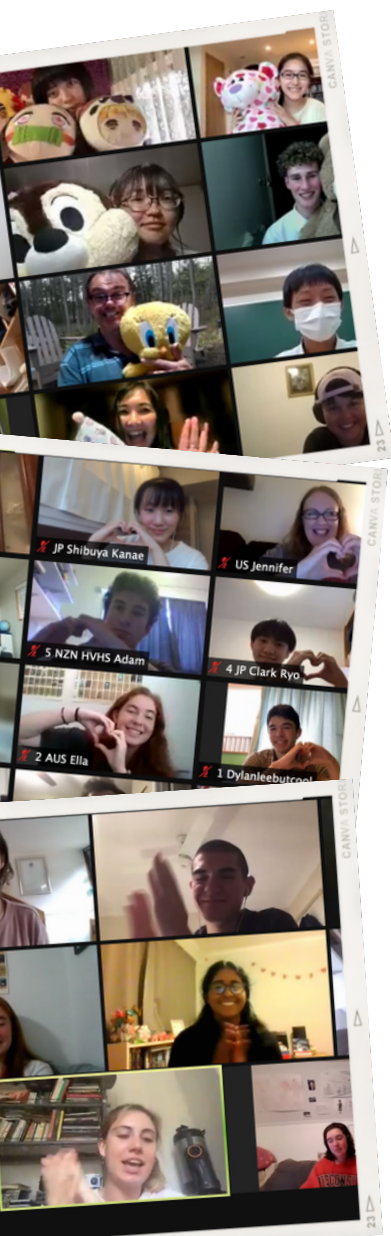 CANVA STOR
23
JP Shibuya Kanae
US Jennifer
5 NZN HVHS Adam
4 JP Clark Ryo
2 AUS Ella
1 Dylanleebutcool
CANVA STOR
23
CANVA STOR
23